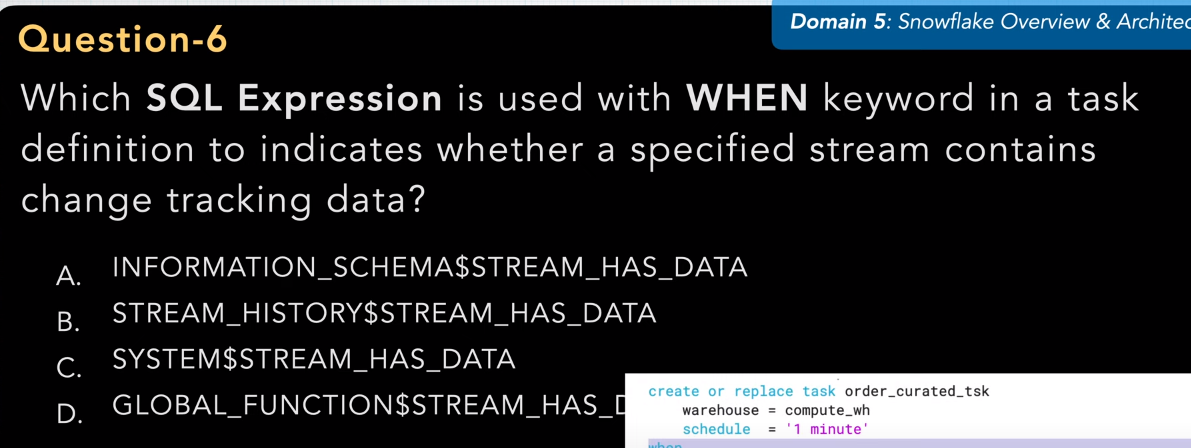 Question-6
Domain 5: Snowflake Overview & Architec
Which SQL Expression is used with WHEN keyword in a task
definition to indicates whether a specified stream contains
change tracking data?
A. INFORMATION_SCHEMA$STREAM_HAS_DATA
B. STREAM_HISTORY$STREAM_HAS_DATA
C. SYSTEM$STREAM_HAS_DATA
D. GLOBAL_FUNCTION$STREAM_HAS_D
create or replace task order_curated_tsk
warehouse = compute_wh
schedule = '1 minute'
when